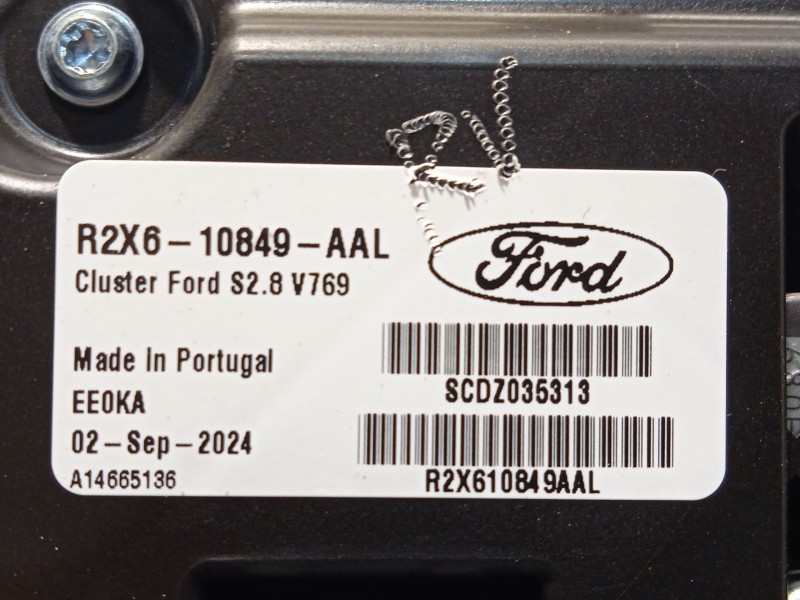 R2X6-10849-AAL
Cluster Ford S2.8 V769
Ford
Made in Portugal
EE0KA
02-Sep-2024
A14665136
SCDZ035313
R2X610849AAL